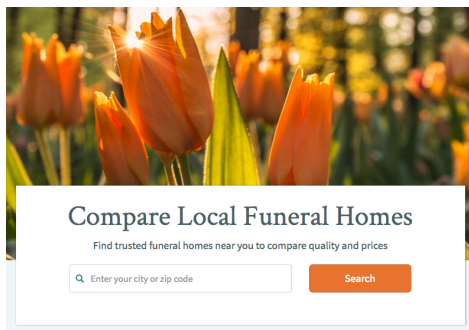 Compare Local Funeral Homes
Find trusted funeral homes near you to compare quality and prices
Enter your city or zip code
Search